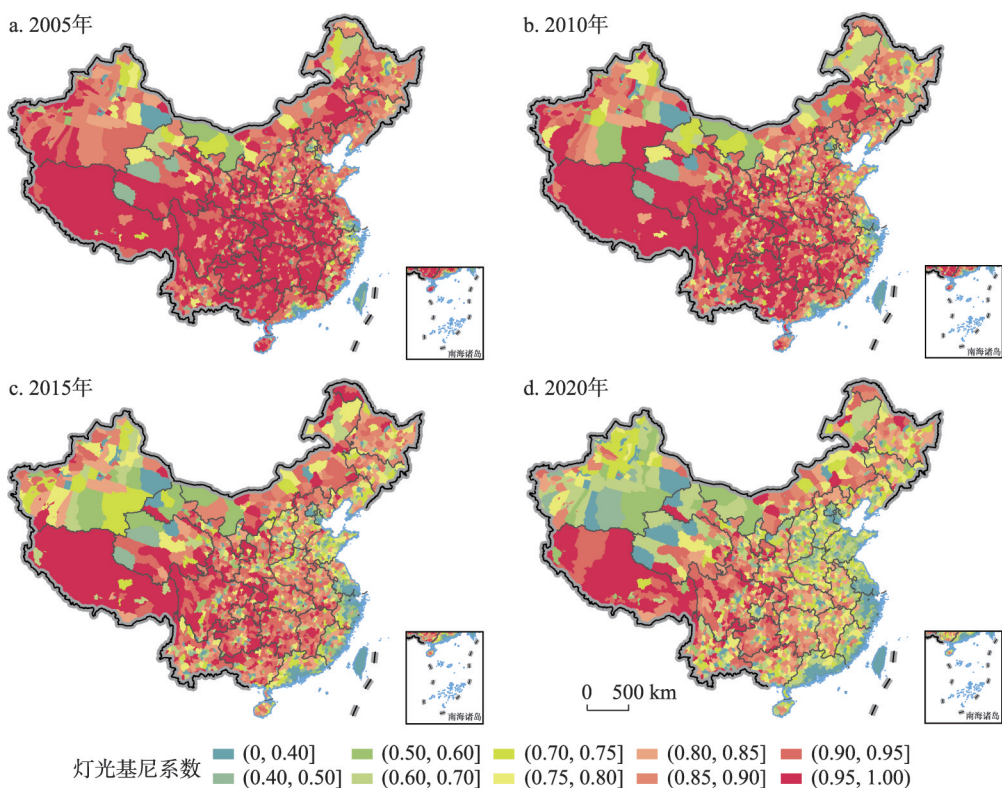 a. 2005年
b. 2010年
南海诸岛
南海诸岛
c. 2015年
d. 2020年
0 500 km
南海诸岛
南海诸岛
灯光基尼系数
(0, 0.40] (0.50, 0.60] (0.70, 0.75] (0.80, 0.85] (0.90, 0.95]
(0.40, 0.50] (0.60, 0.70] (0.75, 0.80] (0.85, 0.90] (0.95, 1.00)